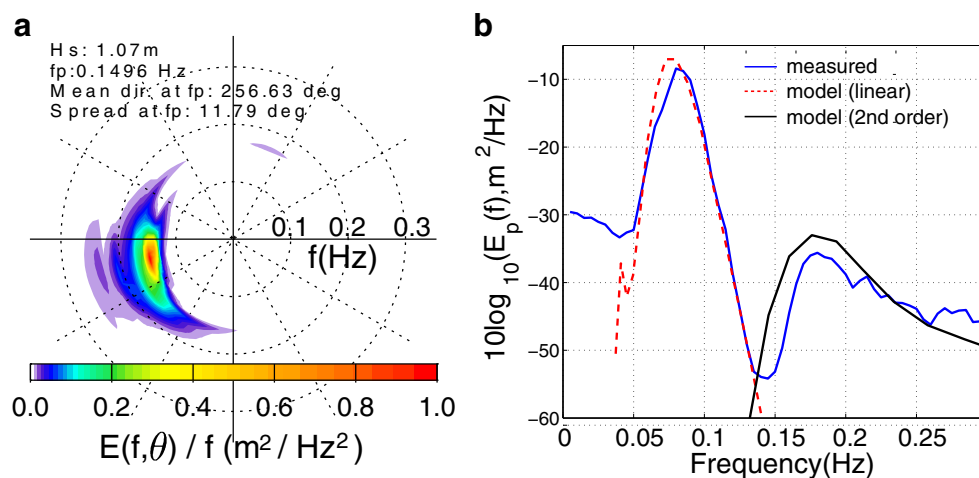 a
Hs: 1.07m
fp:0.1496 Hz
Mean dir. at fp: 256.63 deg
Spread at fp: 11.79 deg
0.1 0.2 0.3
f(Hz)
0.0 0.2 0.4 0.6 0.8 1.0
E(f,θ) / f (m²/ Hz²)
b
measured
model (linear)
model (2nd order)
10log 10(E_p(f),m²/Hz)
−10
−20
−30
−40
−50
−60
0 0.05 0.1 0.15 0.2 0.25
Frequency(Hz)